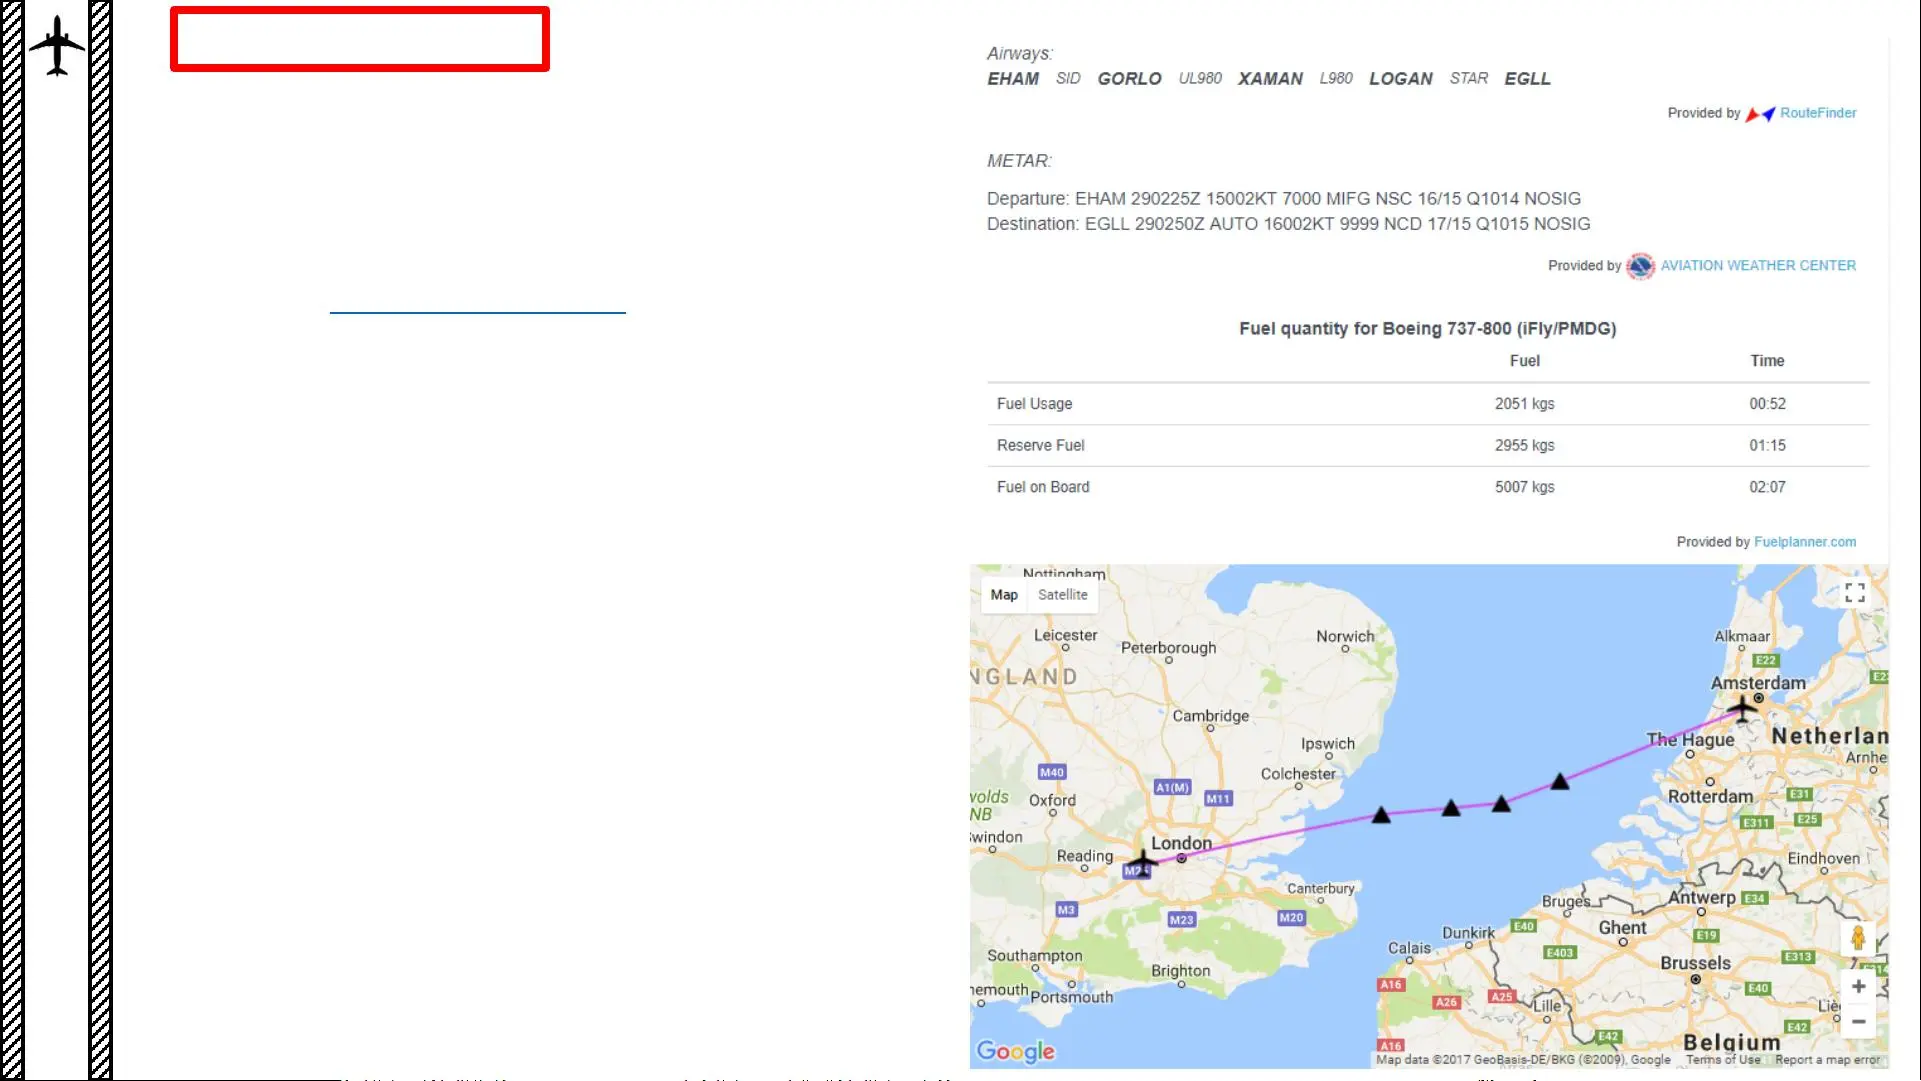 Airways:
EHAM SID GORLO UL980 XAMAN L980 LOGAN STAR EGLL
Provided by RouteFinder
METAR:
Departure: EHAM 290225Z 15002KT 7000 MIFG NSC 16/15 Q1014 NOSIG
Destination: EGLL 290250Z AUTO 16002KT 9999 NCD 17/15 Q1015 NOSIG
Provided by AVIATION WEATHER CENTER
Fuel quantity for Boeing 737-800 (iFly/PMDG)
Fuel Time
Fuel Usage 2051 kgs 00:52
Reserve Fuel 2955 kgs 01:15
Fuel on Board 5007 kgs 02:07
Provided by Fuelplanner.com
Nottingham
Map Satellite
Leicester
Peterborough
Norwich
Alkmaar
E22
NGLAND
Amsterdam
Cambridge
The Hague
Netherlan
Ipswich
Arnhe
Colchester
M40
A1(M)
M11
Rotterdam
E31
volds
NB
Oxford
E311
E25
windon
London
Reading
M25
Eindhoven
Canterbury
Antwerp
E34
Bruges
M3
M23
M20
Dunkirk
E40
Ghent
E19
Calais
E403
E313
Southampton
Brussels
E314
Brighton
A16
E40
nemouth
Portsmouth
A26
A25
Lille
Liè
E42
E42
Belgium
A16
Google
Map data ©2017 GeoBasis-DE/BKG (©2009), Google Terms of Use Report a map error